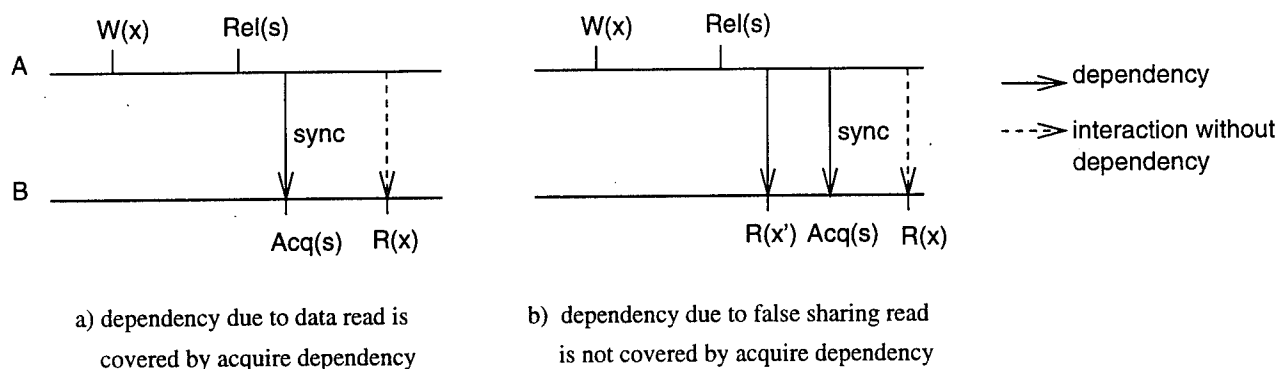 W(x) Rel(s)
A
sync
B
Acq(s) R(x)
a) dependency due to data read is
covered by acquire dependency
W(x) Rel(s)
sync
R(x') Acq(s) R(x)
b) dependency due to false sharing read
is not covered by acquire dependency
dependency
interaction without
dependency